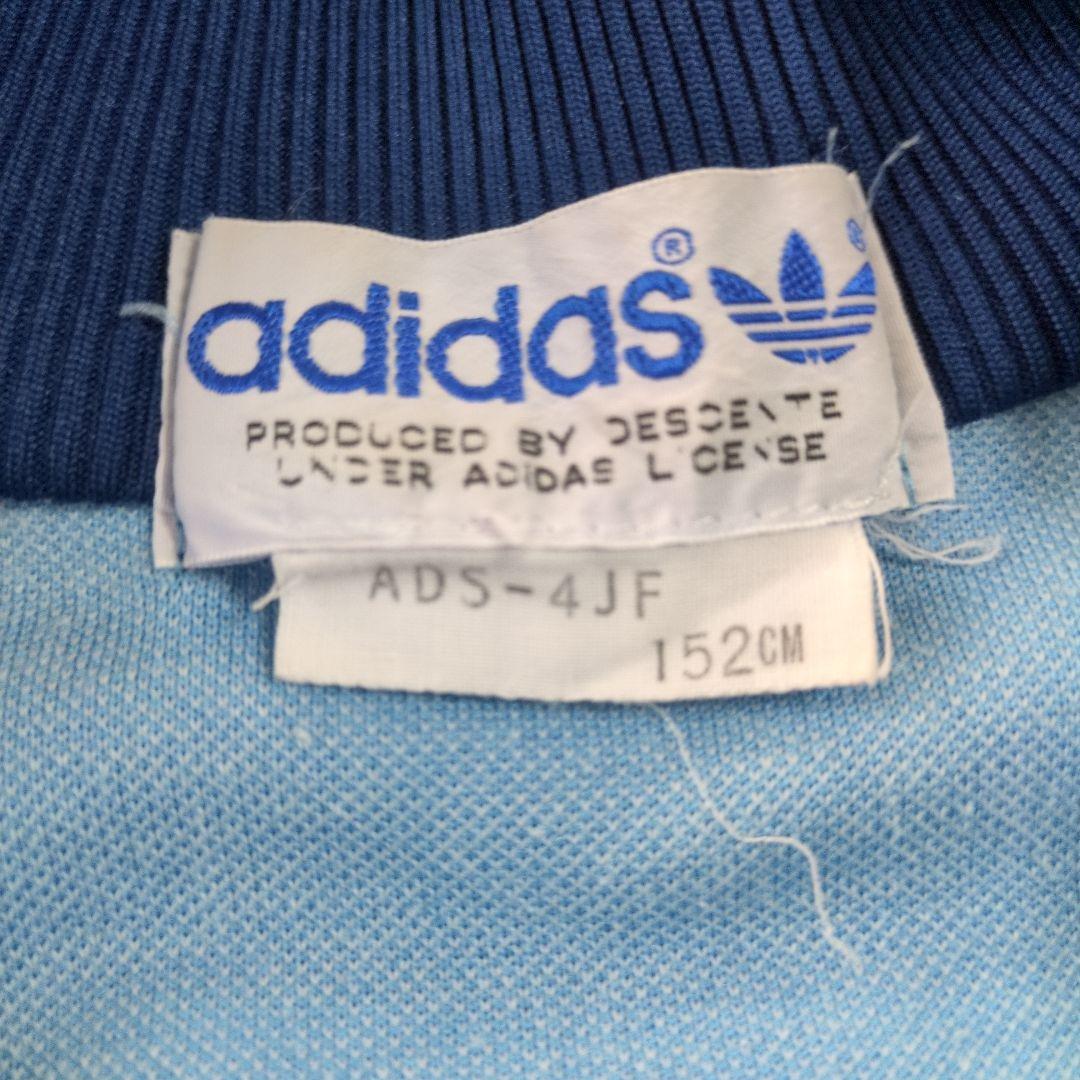 adidas®
®
PRODUCED BY DESCENTE
UNDER ADIDAS LICENSE
ADS-4JF
152CM